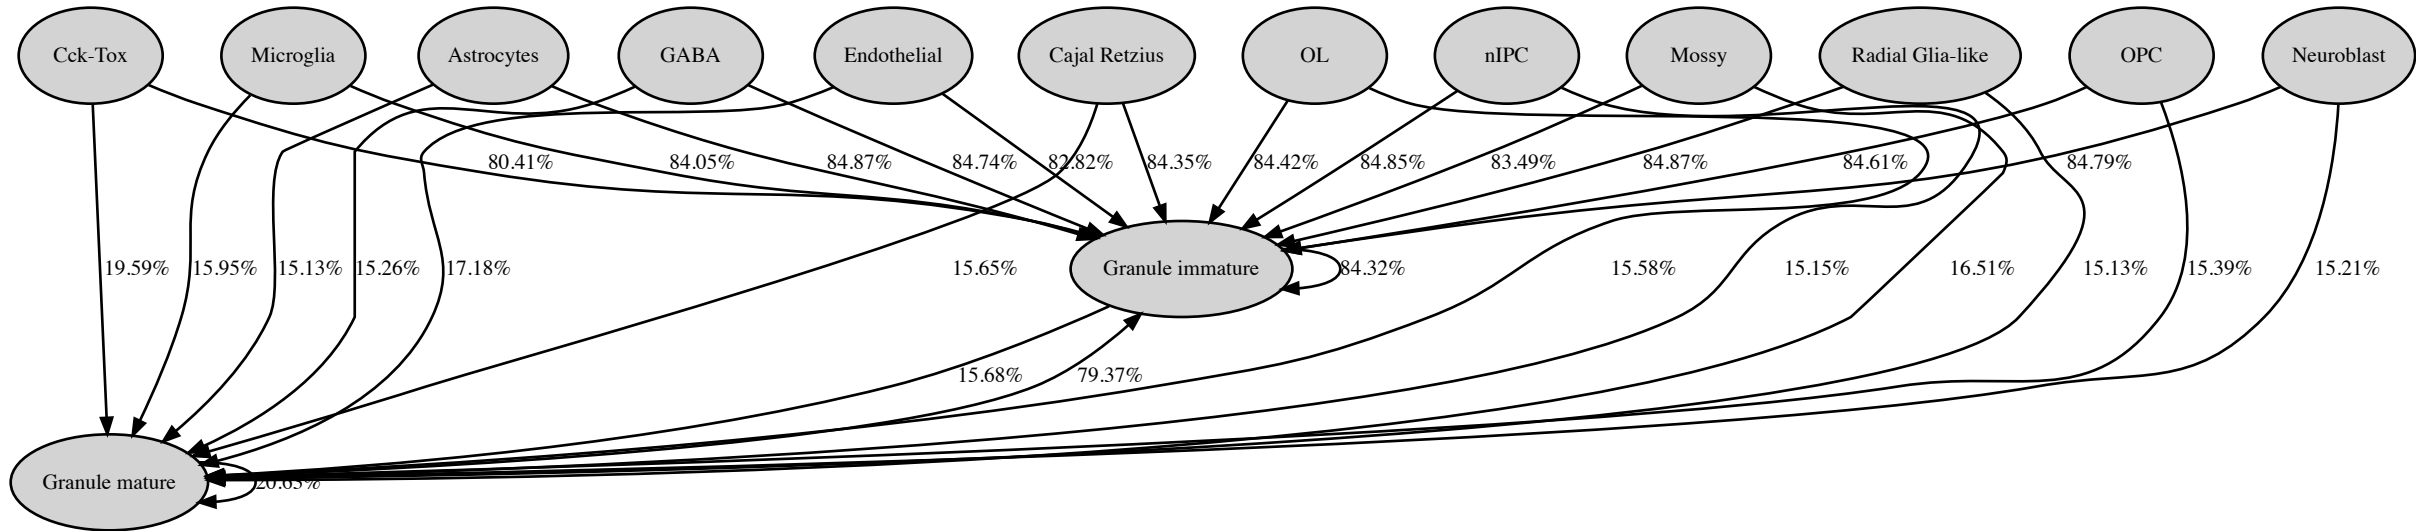 Cck-Tox
Microglia
Astrocytes
GABA
Endothelial
Cajal Retzius
OL
nIPC
Mossy
Radial Glia-like
OPC
Neuroblast
80.41%
84.05%
84.87%
84.74%
82.82%
84.35%
84.42%
84.85%
83.49%
84.87%
84.61%
84.79%
19.59%
15.95%
15.13%
15.26%
17.18%
15.65%
Granule immature
84.32%
15.58%
15.15%
16.51%
15.13%
15.39%
15.21%
15.68%
79.37%
Granule mature
20.63%